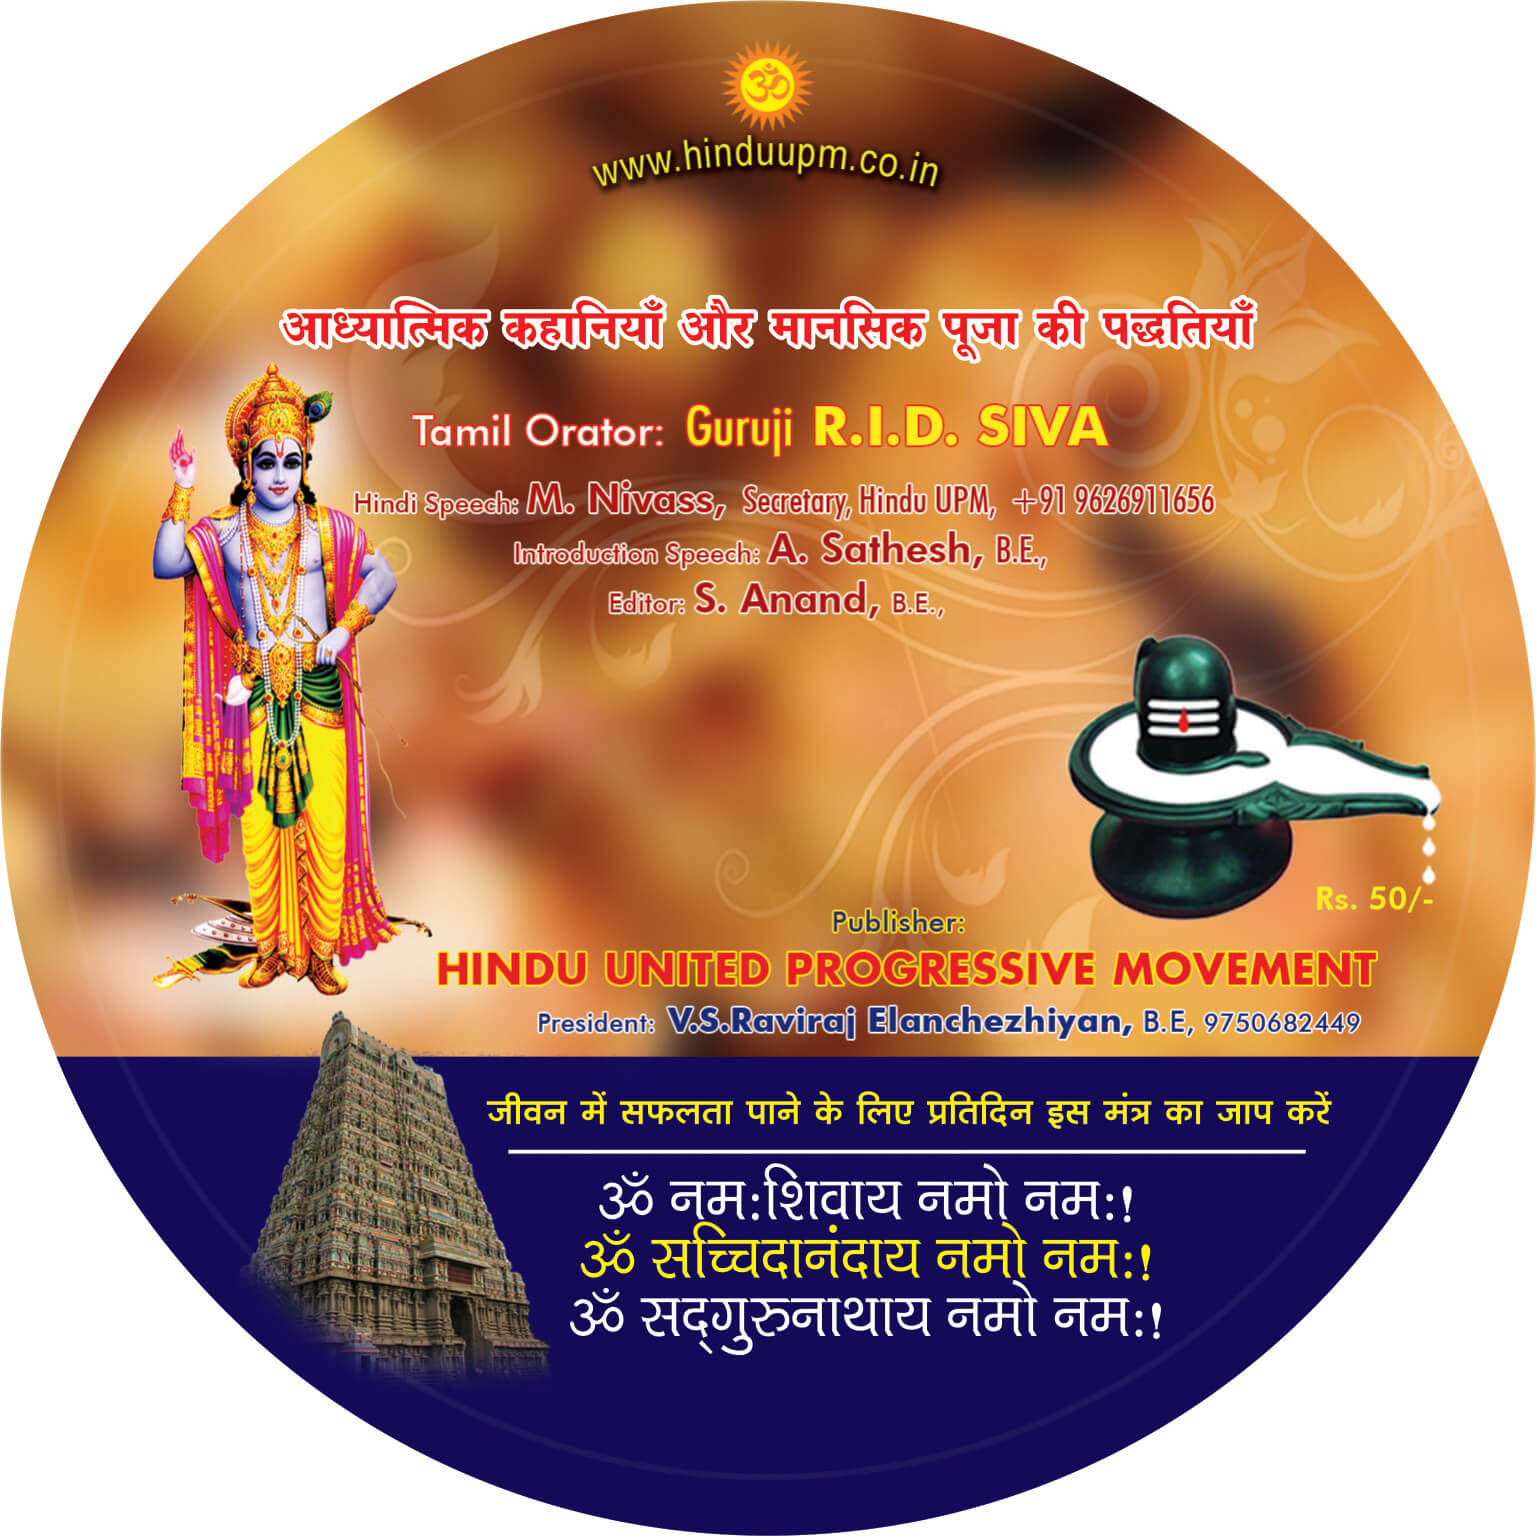 ॐ
www.hinduupm.co.in
आध्यात्मिक कहानियाँ और मानसिक पूजा की पद्धतियाँ
Tamil Orator: Guruji R.I.D. SIVA
Hindi Speech: M. Nivass, Secretary, Hindu UPM, +91 9626911656
Introduction Speech: A. Sathesh, B.E.,
Editor: S. Anand, B.E.,
Rs. 50/-
Publisher:
HINDU UNITED PROGRESSIVE MOVEMENT
President: V.S.Raviraj Elanchezhiyan, B.E, 9750682449
जीवन में सफलता पाने के लिए प्रतिदिन इस मंत्र का जाप करें
ॐ नम:शिवाय नमो नम:!
ॐ सच्चिदानंदाय नमो नम:!
ॐ सद्‌गुरुनाथाय नमो नम:!